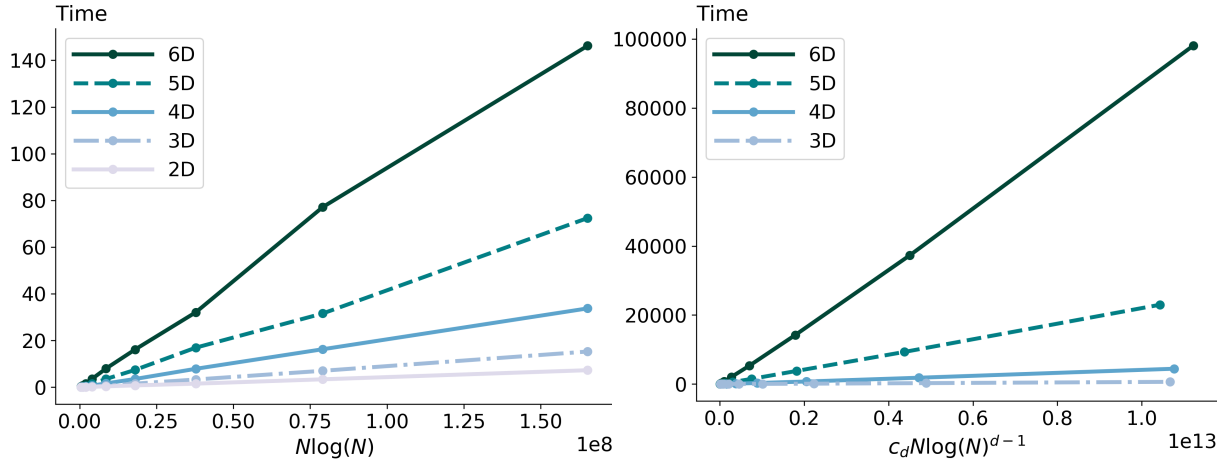 Time
140
120
100
80
60
40
20
0
6D
5D
4D
3D
2D
0.00 0.25 0.50 0.75 1.00 1.25 1.50
1e8
Nlog(N)
Time
100000
80000
60000
40000
20000
0
6D
5D
4D
3D
0.0 0.2 0.4 0.6 0.8 1.0
1e13
c_d Nlog(N)^{d−1}